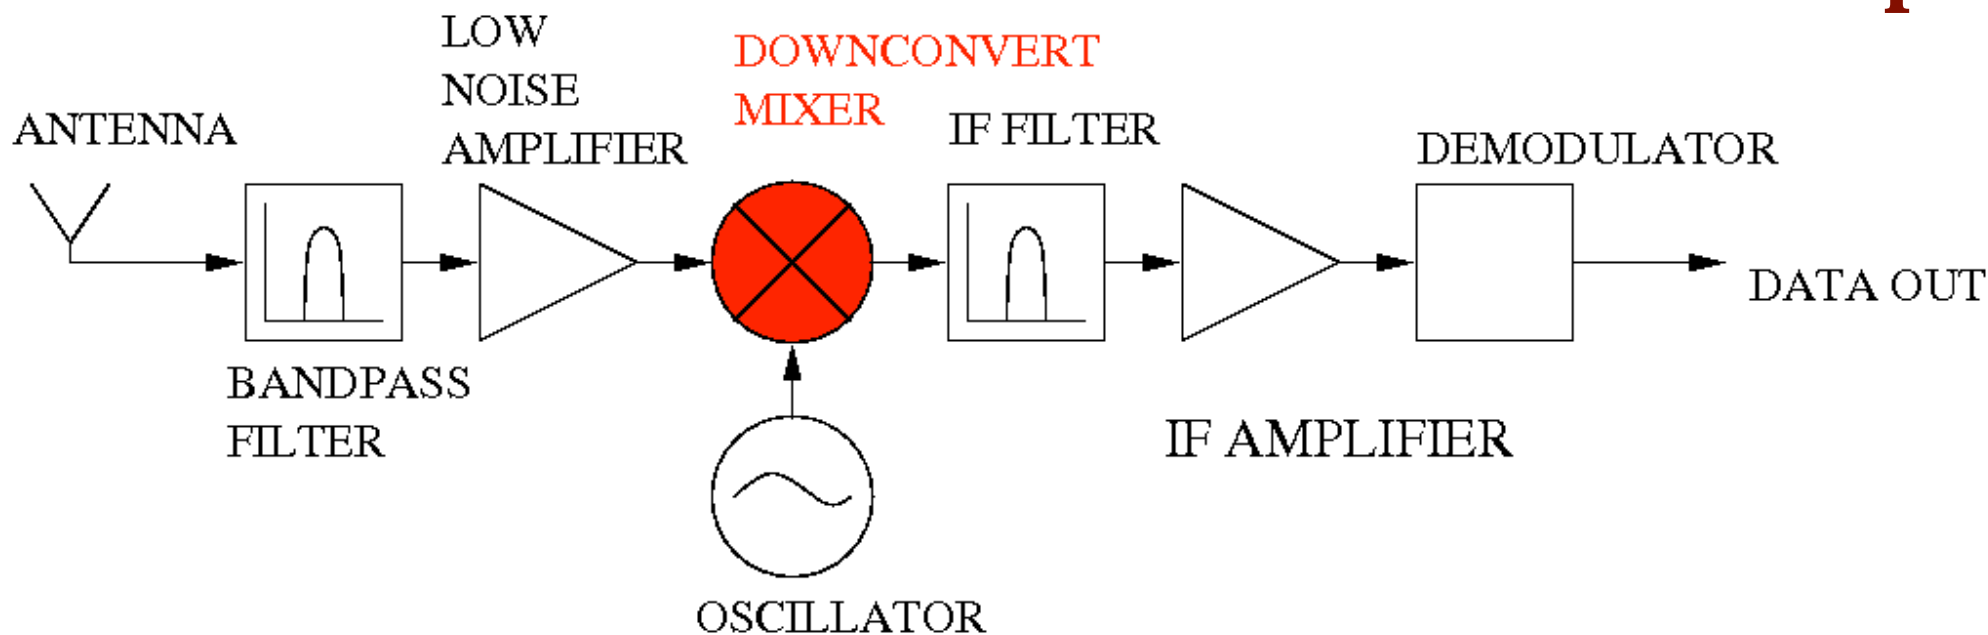 LOW
NOISE
AMPLIFIER
DOWNCONVERT
MIXER
ANTENNA
IF FILTER
DEMODULATOR
DATA OUT
BANDPASS
FILTER
IF AMPLIFIER
OSCILLATOR